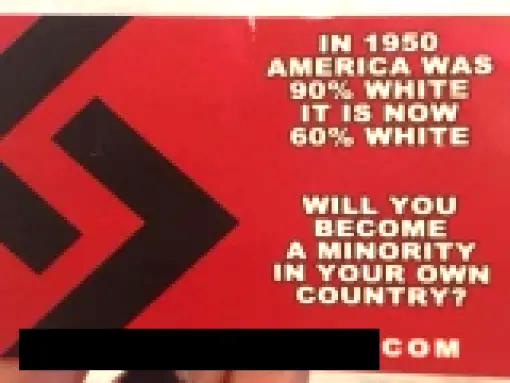 IN 1950
AMERICA WAS
90% WHITE
IT IS NOW
60% WHITE
WILL YOU
BECOME
A MINORITY
IN YOUR OWN
COUNTRY?
COM